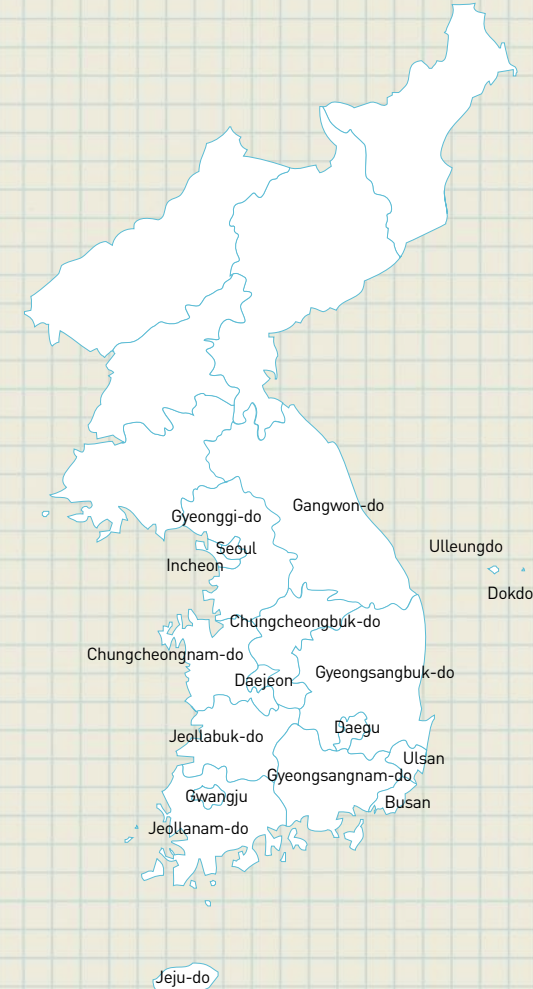 Gangwon-do
Gyeonggi-do
Seoul
Ulleungdo
Incheon
Dokdo
Chungcheongbuk-do
Chungcheongnam-do
Gyeongsangbuk-do
Daejeon
Daegu
Jeollabuk-do
Ulsan
Gyeongsangnam-do
Gwangju
Busan
Jeollanam-do
Jeju-do